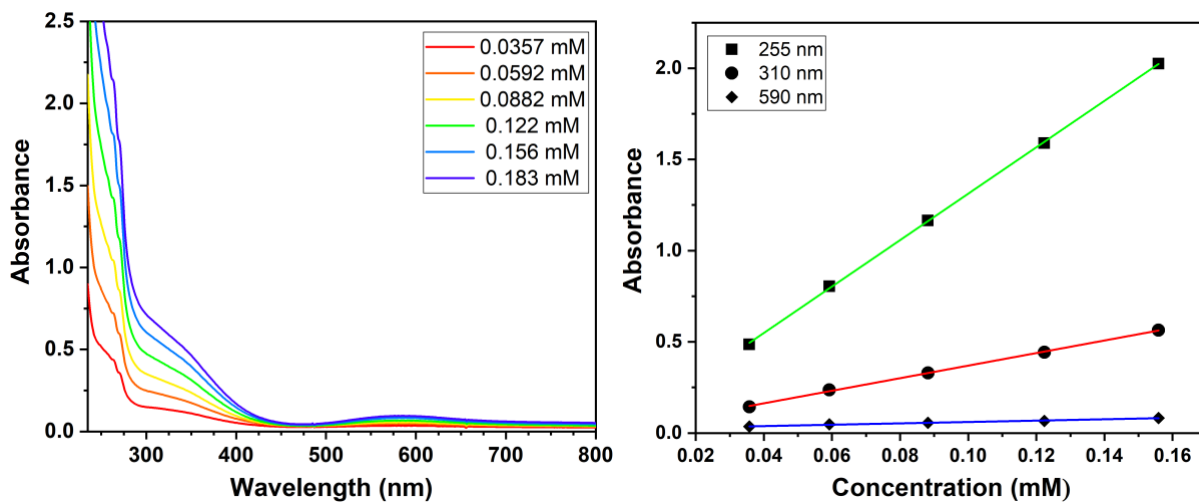 2.5
2.0
1.5
1.0
0.5
0.0
Absorbance
300
400
500
600
700
800
Wavelength (nm)
0.0357 mM
0.0592 mM
0.0882 mM
0.122 mM
0.156 mM
0.183 mM
2.0
1.5
1.0
0.5
0.0
Absorbance
0.02
0.04
0.06
0.08
0.10
0.12
0.14
0.16
Concentration (mM)
255 nm
310 nm
590 nm